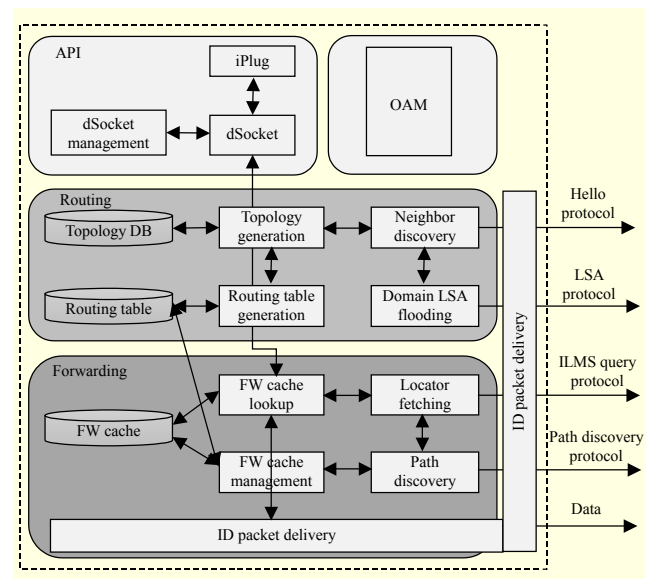 API
iPlug
dSocket
management
dSocket
OAM
Routing
Topology DB
Topology
generation
Neighbor
discovery
Hello
protocol
Routing table
Routing table
generation
Domain LSA
flooding
LSA
protocol
ID packet delivery
Forwarding
FW cache
lookup
Locator
fetching
ILMS query
protocol
FW cache
FW cache
management
Path
discovery
Path discovery
protocol
ID packet delivery
Data